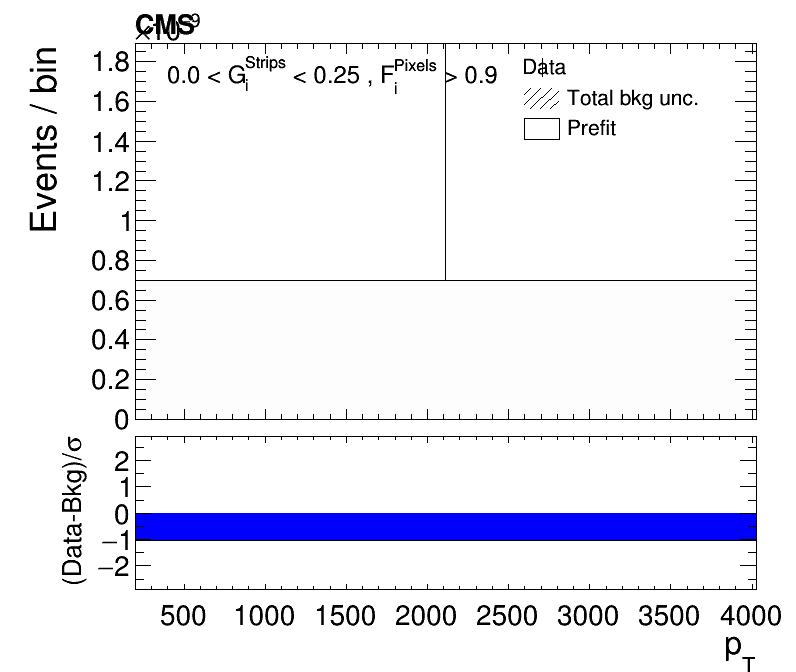 CMS
×10⁻⁹
Events / bin
1.8
1.6
1.4
1.2
1
0.8
0.6
0.4
0.2
0
0.0 < G_i^Strips < 0.25 , F_i^Pixels > 0.9
Data
Total bkg unc.
Prefit
(Data-Bkg)/σ
2
1
0
−1
−2
500 1000 1500 2000 2500 3000 3500 4000
p_T